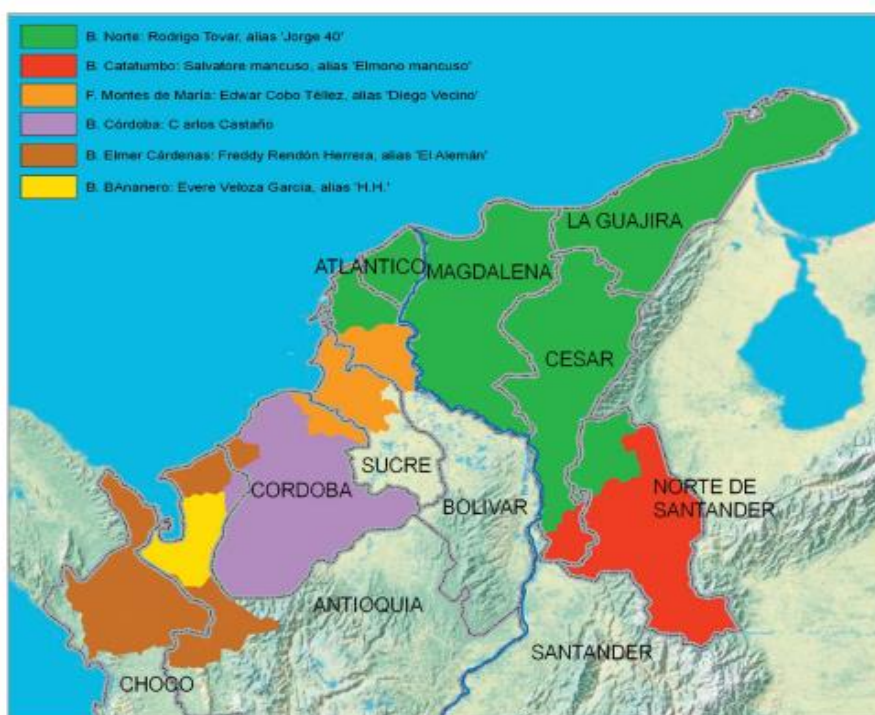 B. Norte: Rodrigo Tovar, alias 'Jorge 40'
B. Catatumbo: Salvatore mancuso, alias 'Elmono mancuso'
F. Montes de María: Edwar Cobo Téllez, alias 'Diego Vecino'
B. Córdoba: C arlos Castaño
B. Elmer Cárdenas: Freddy Rendón Herrera, alias 'El Alemán'
B. BAnanero: Evere Veloza García, alias 'H.H.'
LA GUAJIRA
ATLANTICO
MAGDALENA
CESAR
SUCRE
CORDOBA
BOLIVAR
NORTE DE
SANTANDER
ANTIOQUIA
SANTANDER
CHOCO